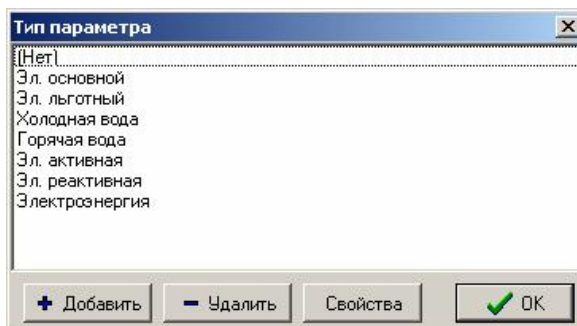 Тип параметра
(Нет)
Эл. основной
Эл. льготный
Холодная вода
Горячая вода
Эл. активная
Эл. реактивная
Электроэнергия
Добавить Удалить Свойства OK